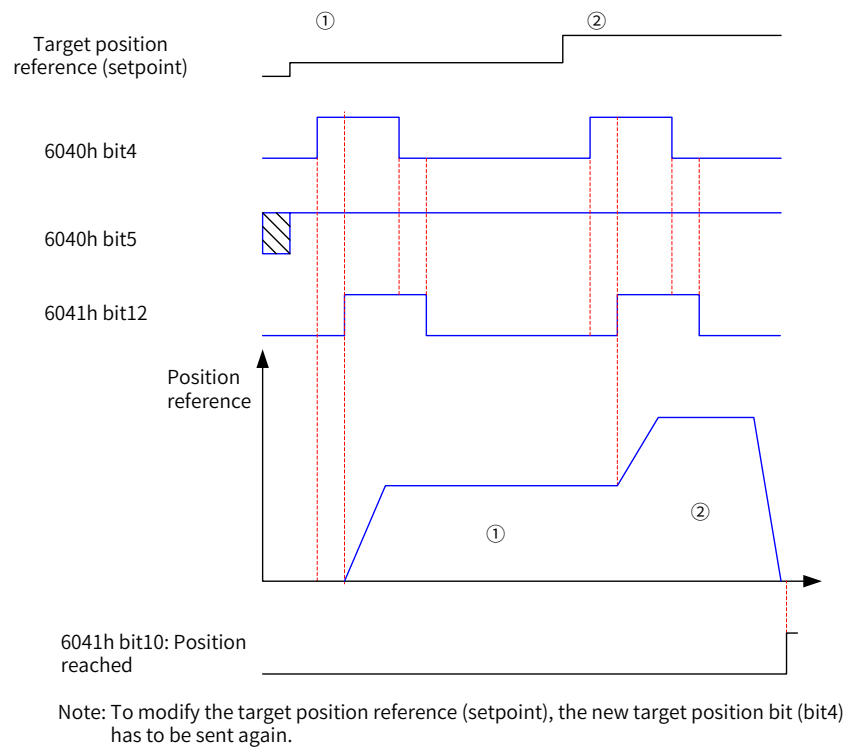 ① ②
Target position
reference (setpoint)
6040h bit4
6040h bit5
6041h bit12
Position
reference
① ②
6041h bit10: Position
reached
Note: To modify the target position reference (setpoint), the new target position bit (bit4)
has to be sent again.